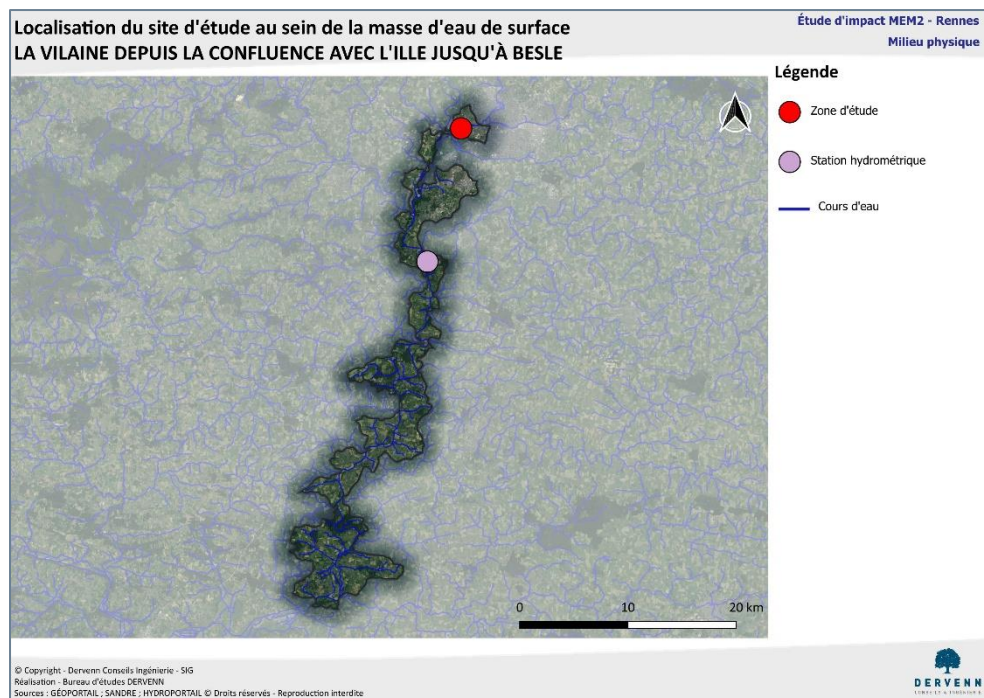 Localisation du site d'étude au sein de la masse d'eau de surface
LA VILAINE DEPUIS LA CONFLUENCE AVEC L'ILLE JUSQU'À BESLE
Étude d'impact MEM2 - Rennes
Milieu physique
Légende
Zone d'étude
Station hydrométrique
Cours d'eau
0 10 20 km
© Copyright - Dervenn Conseils Ingénierie - SIG
Réalisation - Bureau d'études DERVENN
Sources : GÉOPORTAIL ; SANDRE ; HYDROPORTAIL © Droits réservés - Reproduction interdite
DERVENN